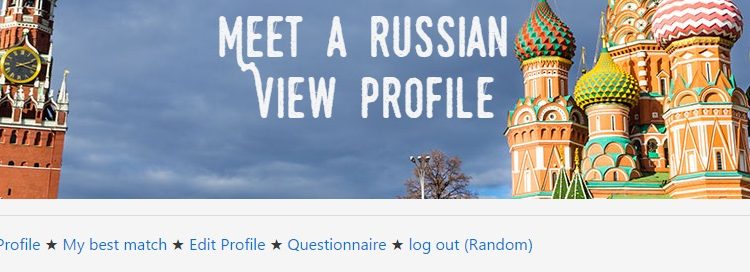 MEET A RUSSIAN
VIEW PROFILE
Profile ★ My best match ★ Edit Profile ★ Questionnaire ★ log out (Random)